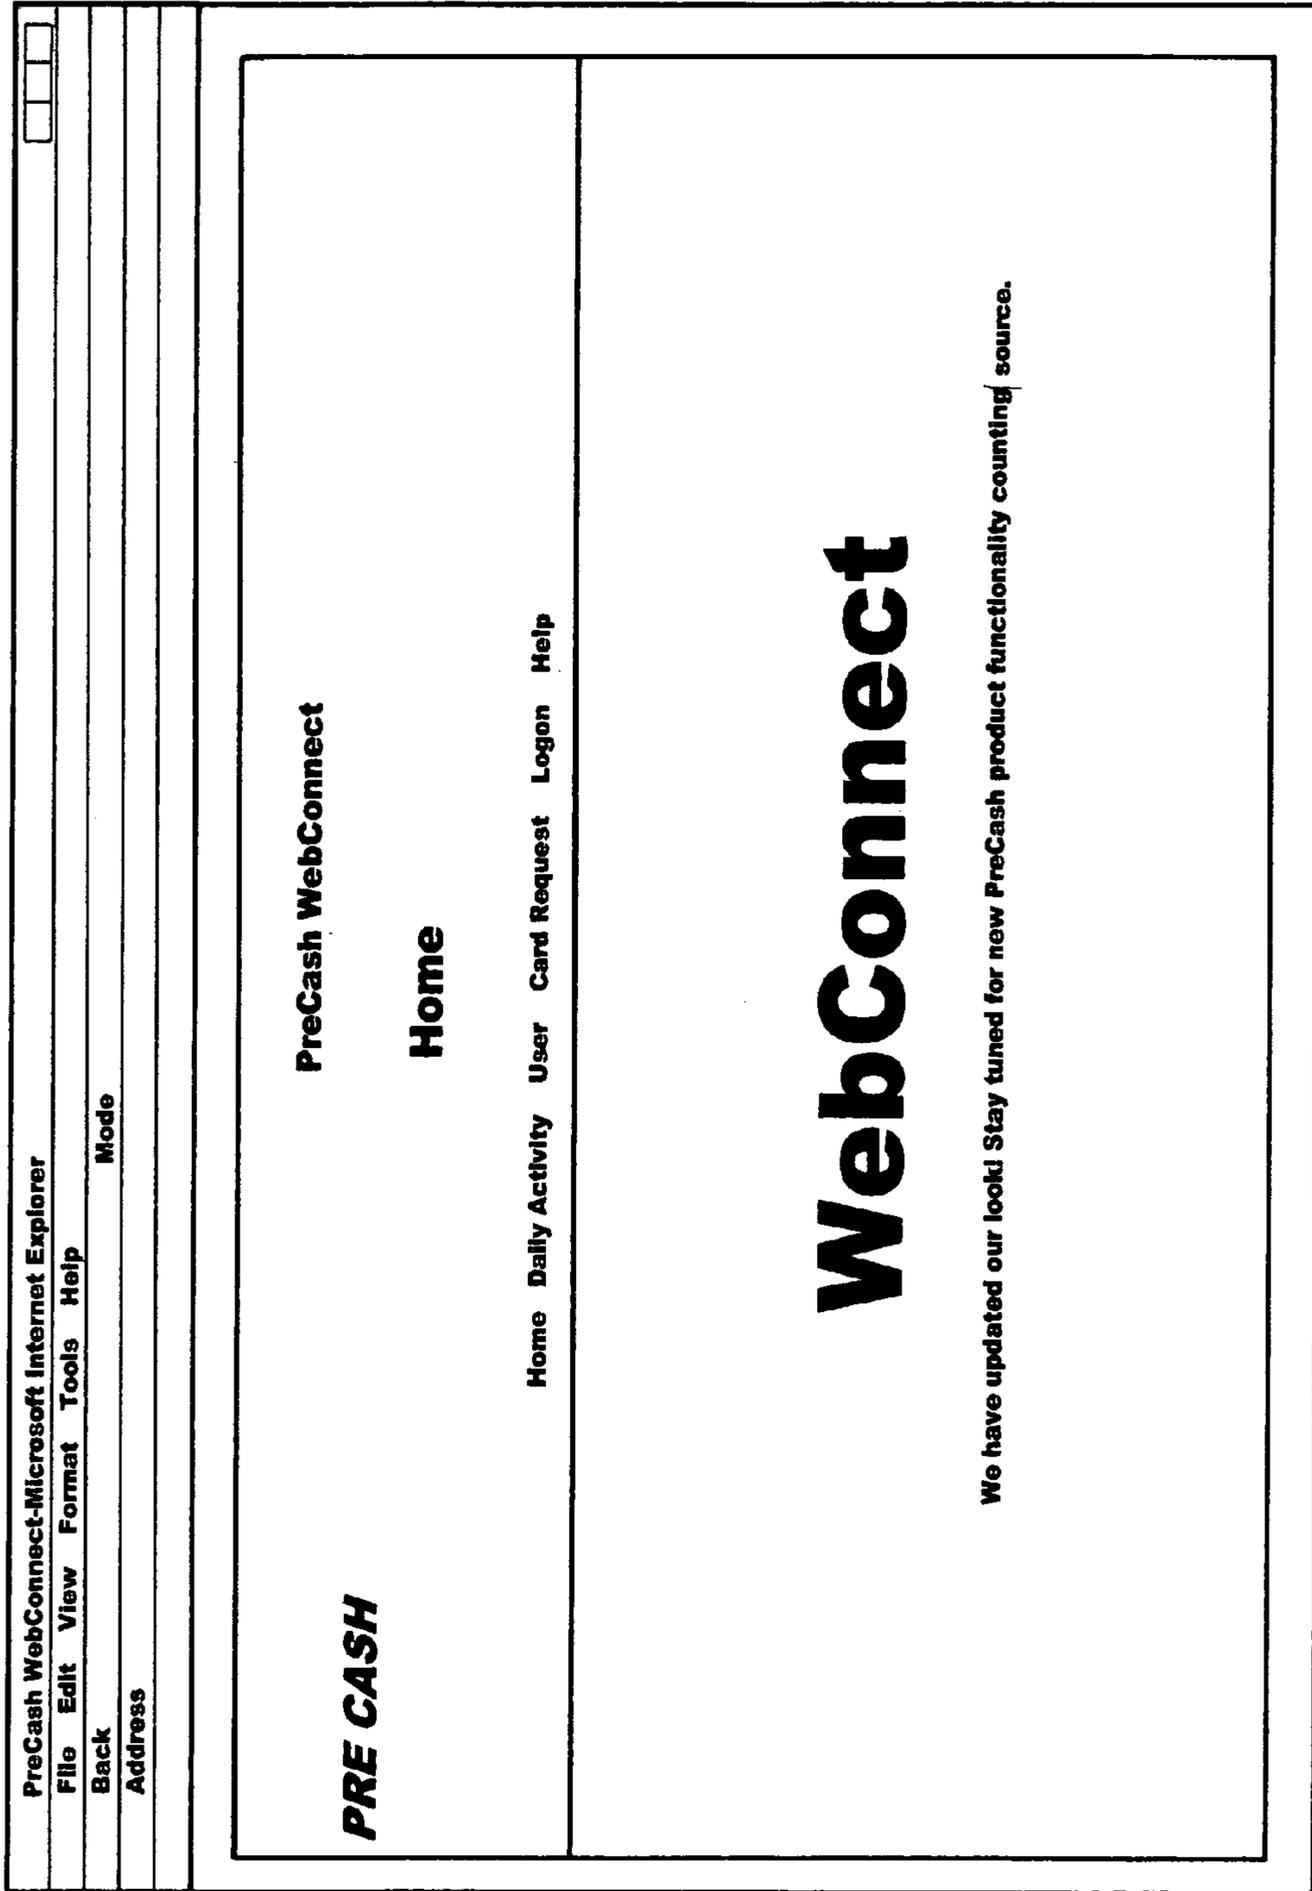 PreCash WebConnect-Microsoft Internet Explorer
File Edit View Format Tools Help
Back Mode
Address
PreCash WebConnect
PRE CASH
Home
Home Daily Activity User Card Request Logon Help
WebConnect
We have updated our look! Stay tuned for new PreCash product functionality counting source.